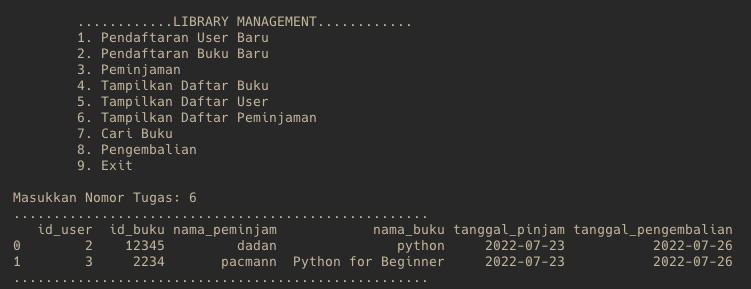 ............LIBRARY MANAGEMENT............
1. Pendaftaran User Baru
2. Pendaftaran Buku Baru
3. Peminjaman
4. Tampilkan Daftar Buku
5. Tampilkan Daftar User
6. Tampilkan Daftar Peminjaman
7. Cari Buku
8. Pengembalian
9. Exit
Masukkan Nomor Tugas: 6
....................................................
id_user id_buku nama_peminjam nama_buku tanggal_pinjam tanggal_pengembalian
0 2 12345 dadan python 2022-07-23 2022-07-26
1 3 2234 pacmann Python for Beginner 2022-07-23 2022-07-26
....................................................